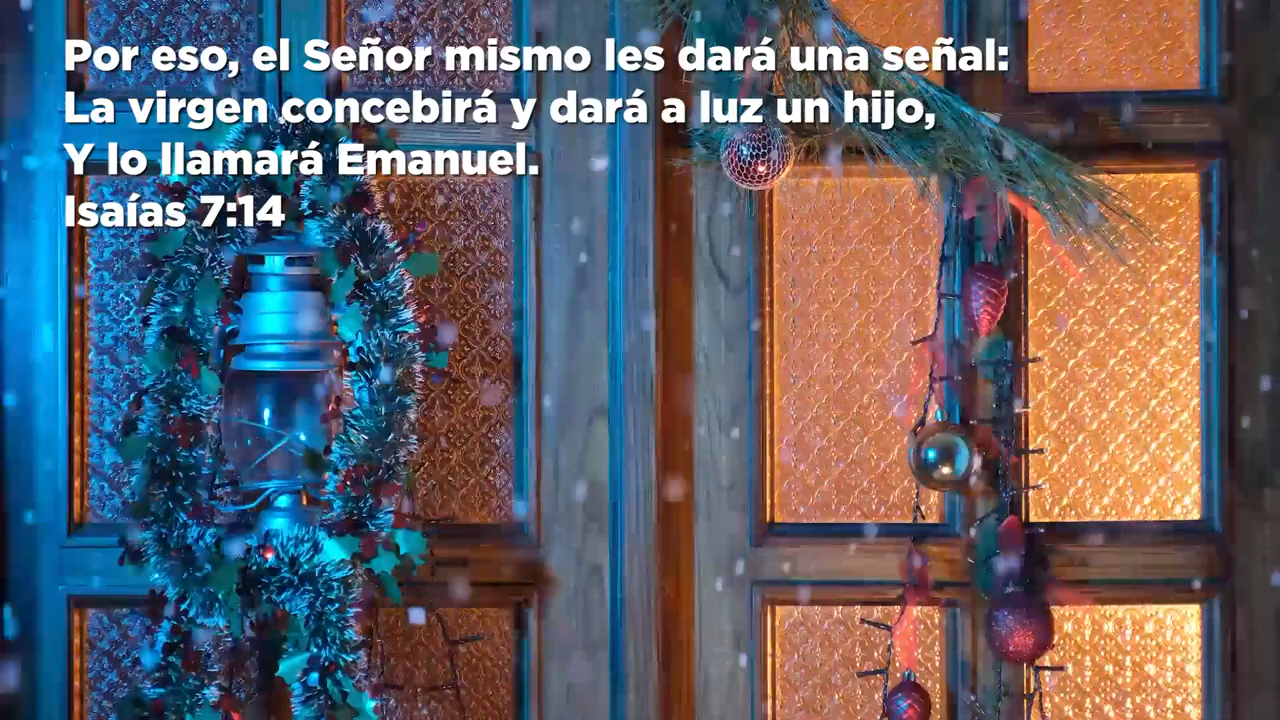 Por eso, el Señor mismo les dará una señal:
La virgen concebirá y dará a luz un hijo,
Y lo llamará Emanuel.
Isaías 7:14